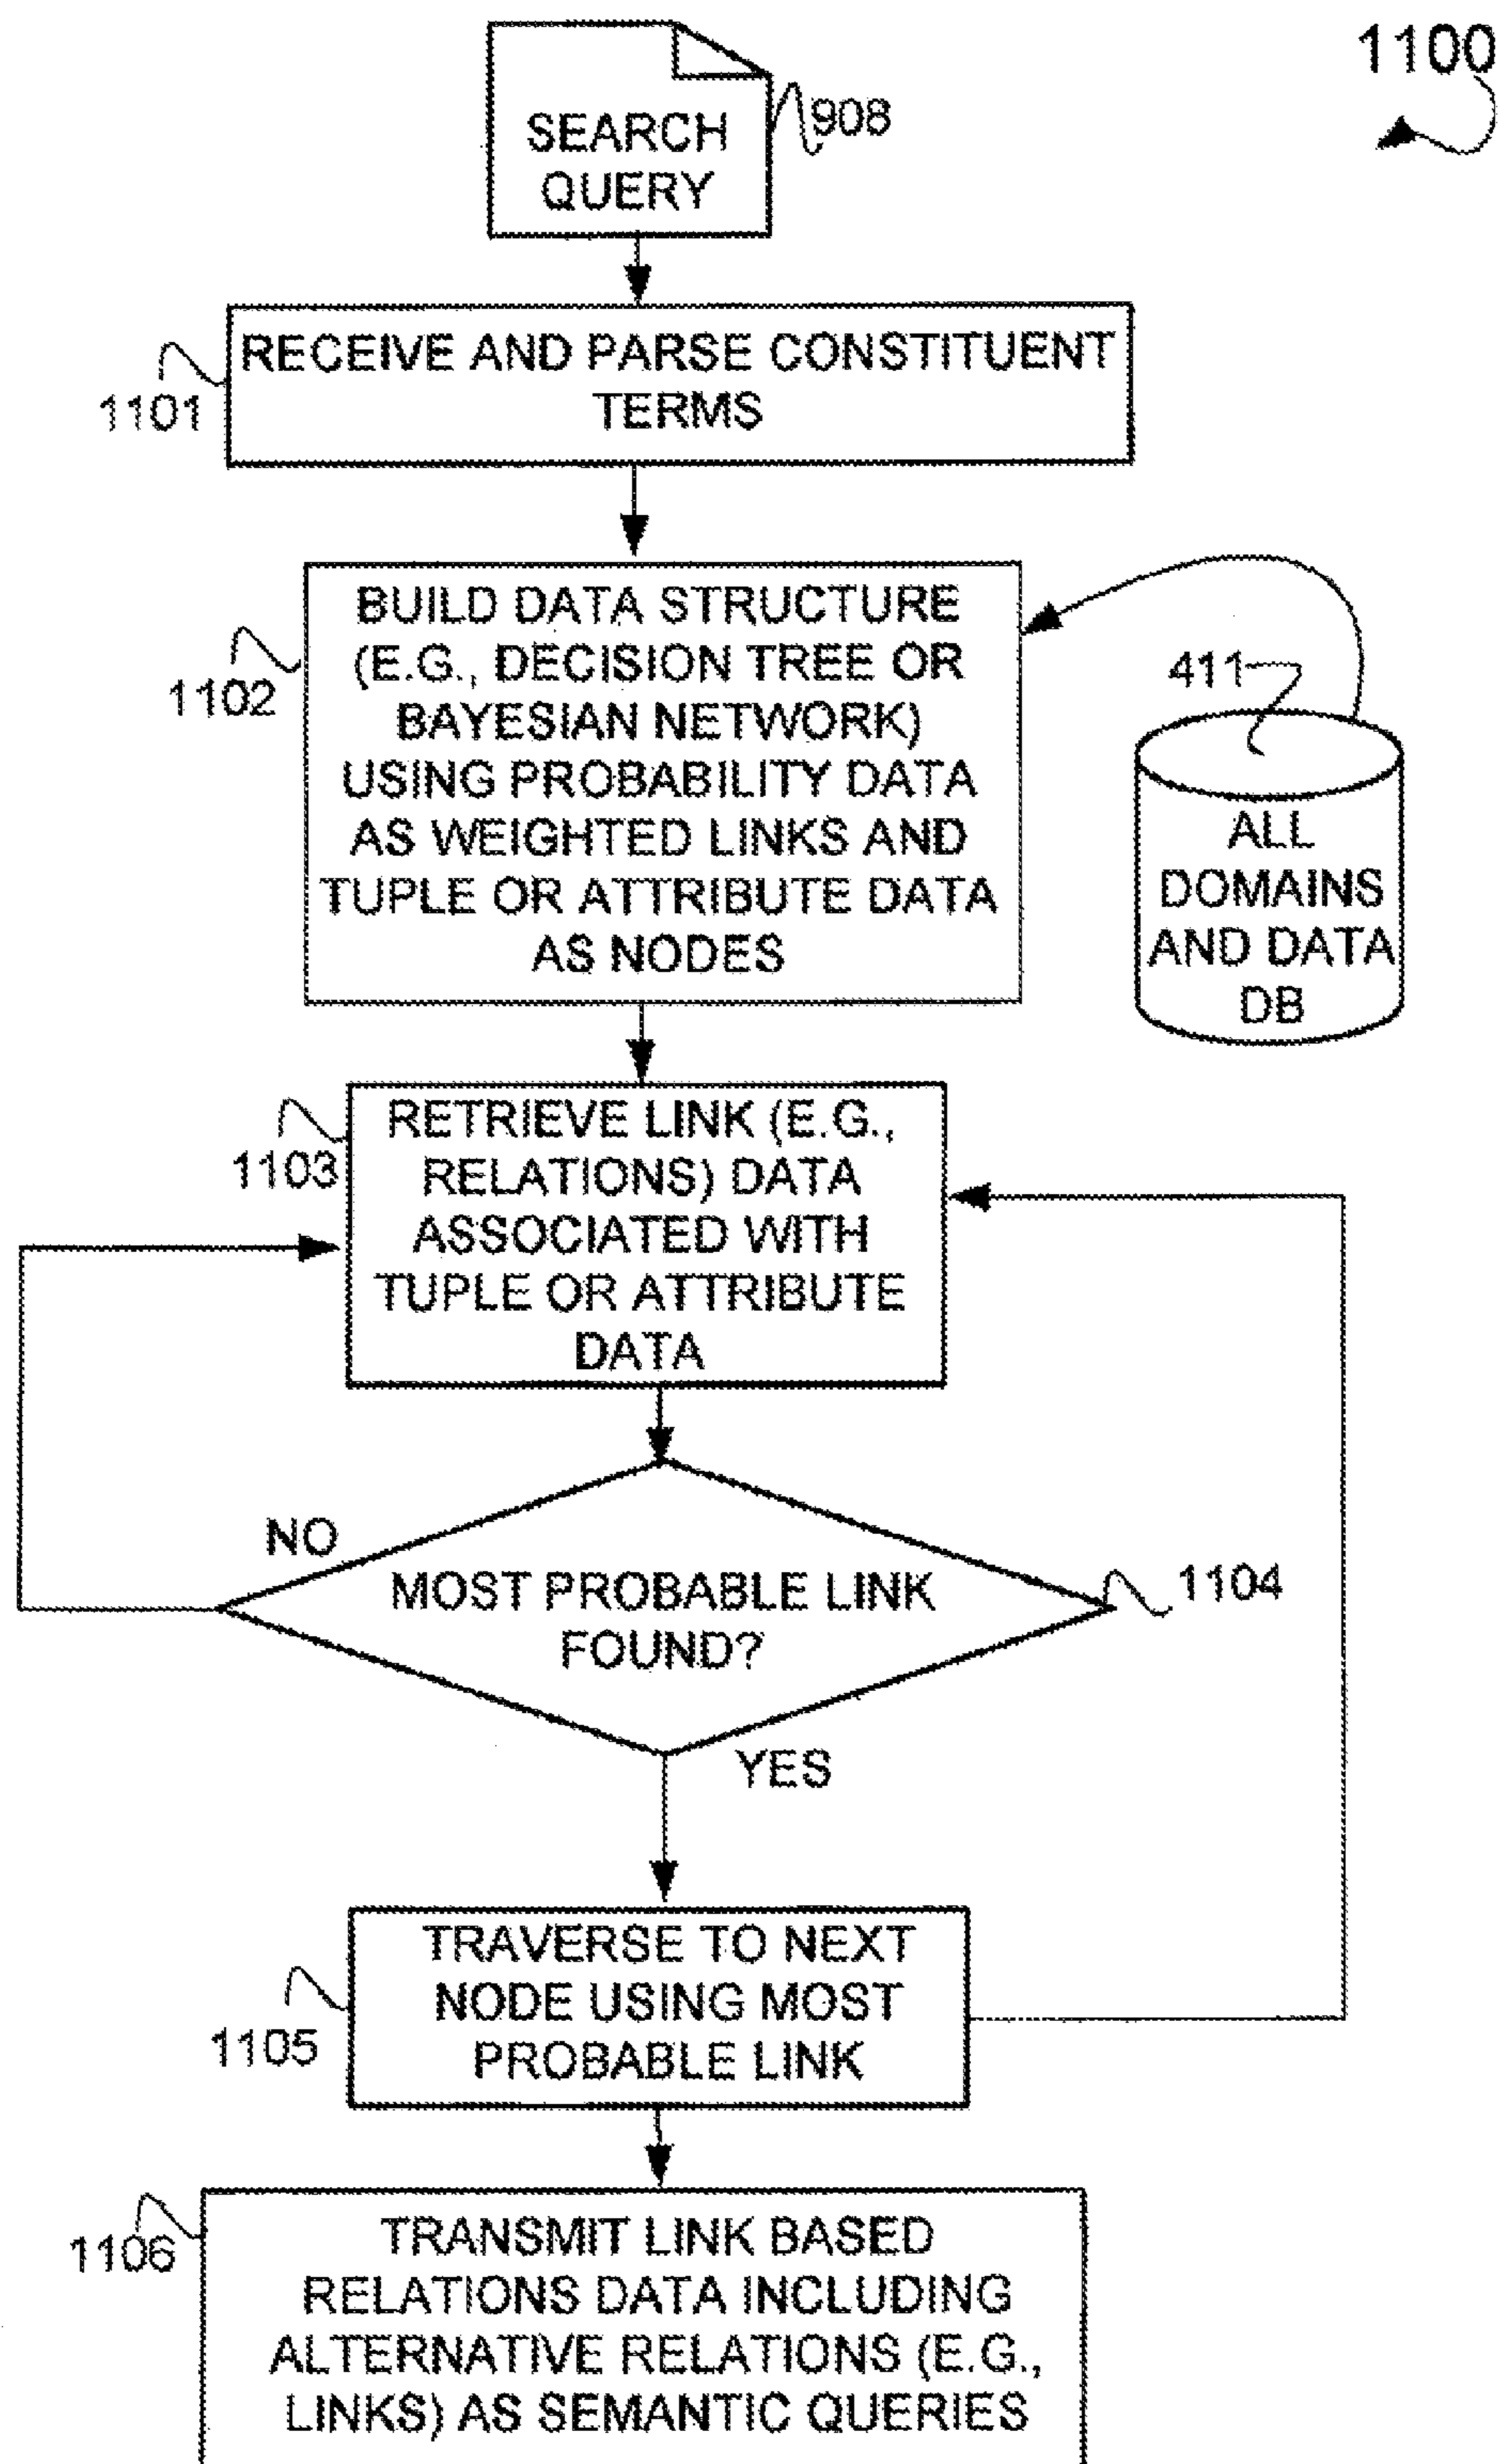 1100
SEARCH
QUERY
908
RECEIVE AND PARSE CONSTITUENT
TERMS
1101
BUILD DATA STRUCTURE
(E.G., DECISION TREE OR
BAYESIAN NETWORK)
USING PROBABILITY DATA
AS WEIGHTED LINKS AND
TUPLE OR ATTRIBUTE DATA
AS NODES
1102
411
ALL
DOMAINS
AND DATA
DB
RETRIEVE LINK (E.G.,
RELATIONS) DATA
ASSOCIATED WITH
TUPLE OR ATTRIBUTE
DATA
1103
NO
MOST PROBABLE LINK
FOUND?
1104
YES
TRAVERSE TO NEXT
NODE USING MOST
PROBABLE LINK
1105
1106
TRANSMIT LINK BASED
RELATIONS DATA INCLUDING
ALTERNATIVE RELATIONS (E.G.,
LINKS) AS SEMANTIC QUERIES